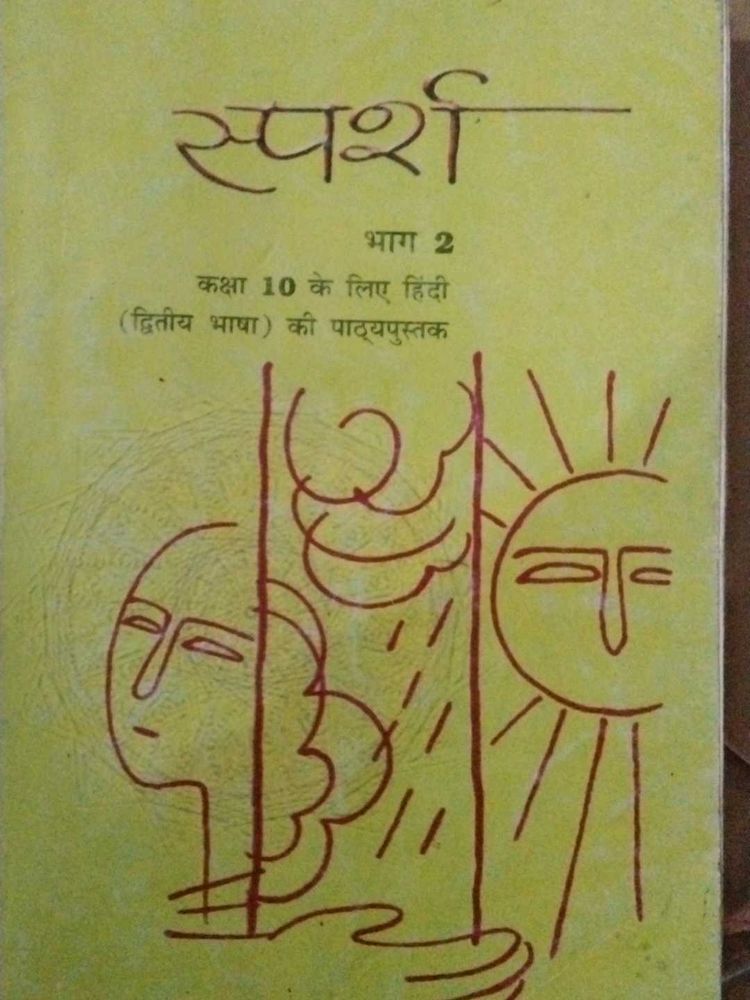 स्पर्श
भाग 2
कक्षा 10 के लिए हिंदी
(द्वितीय भाषा) की पाठ्यपुस्तक